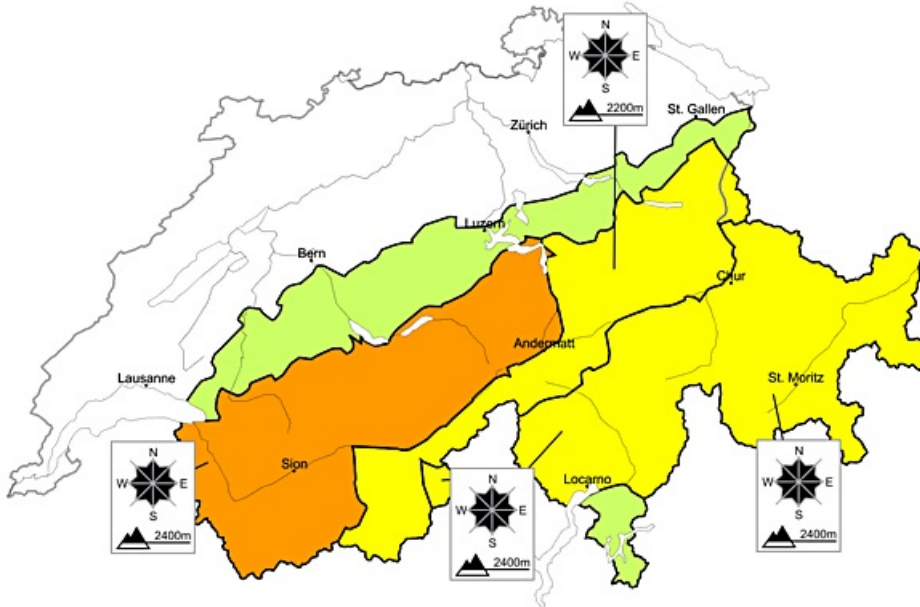 N
W E
S
2200m
St. Gallen
Zürich
Luzern
Bern
Chur
Andermatt
Lausanne
St. Moritz
N
W E
S
2400m
Sion
Locarno
N
W E
S
2400m
N
W E
S
2400m